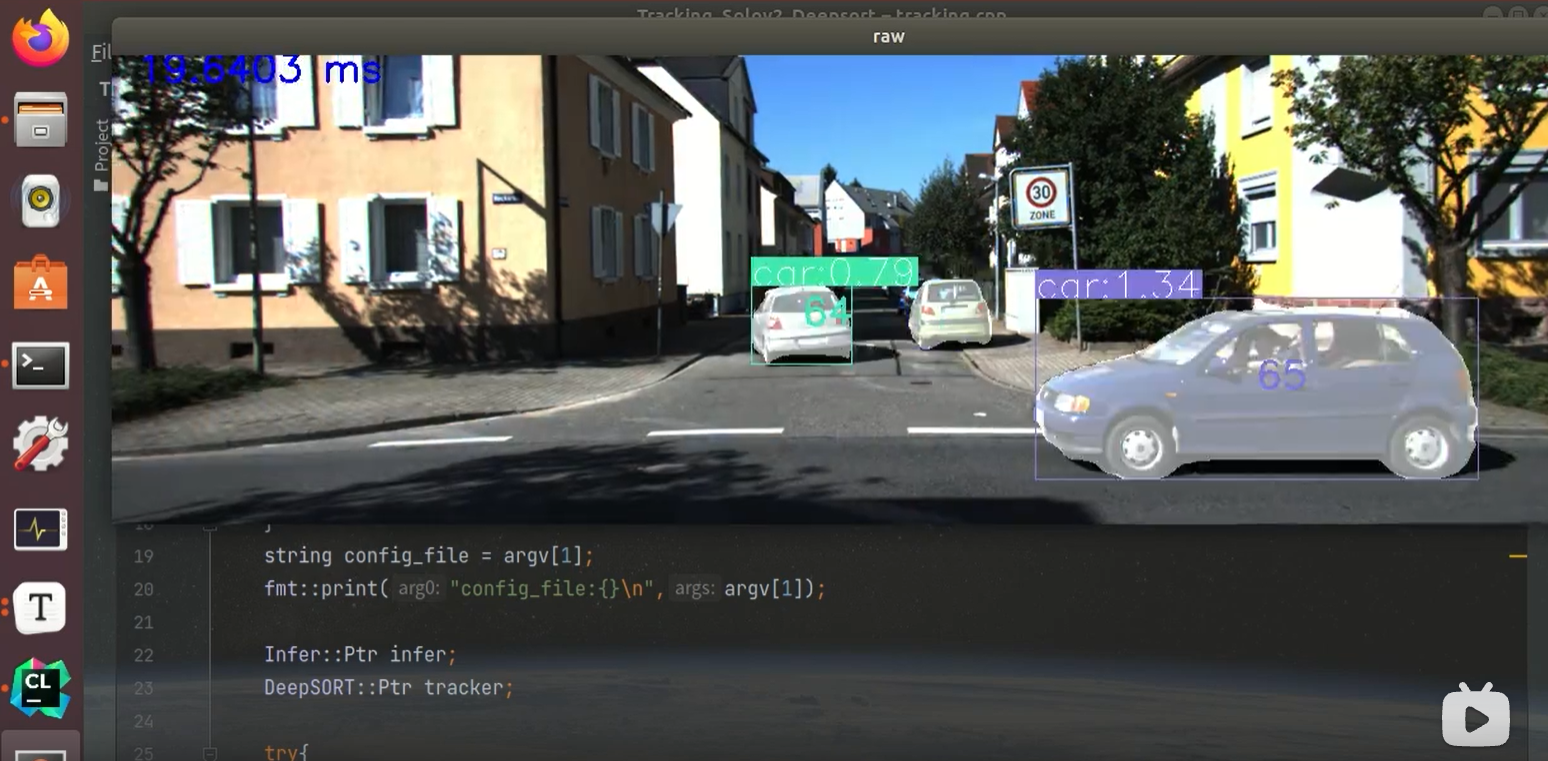 Tracking_Solov2_Deepsort – tracking.cpp
raw
Fil
19.6403 ms
T
Project
30
ZONE
car:0.79
64
car:1.34
65
18 }
19 string config_file = argv[1];
20 fmt::print( arg0: "config_file:{}\n", args: argv[1]);
21
22 Infer::Ptr infer;
23 DeepSORT::Ptr tracker;
24
25 try{
A
>_
T
CL